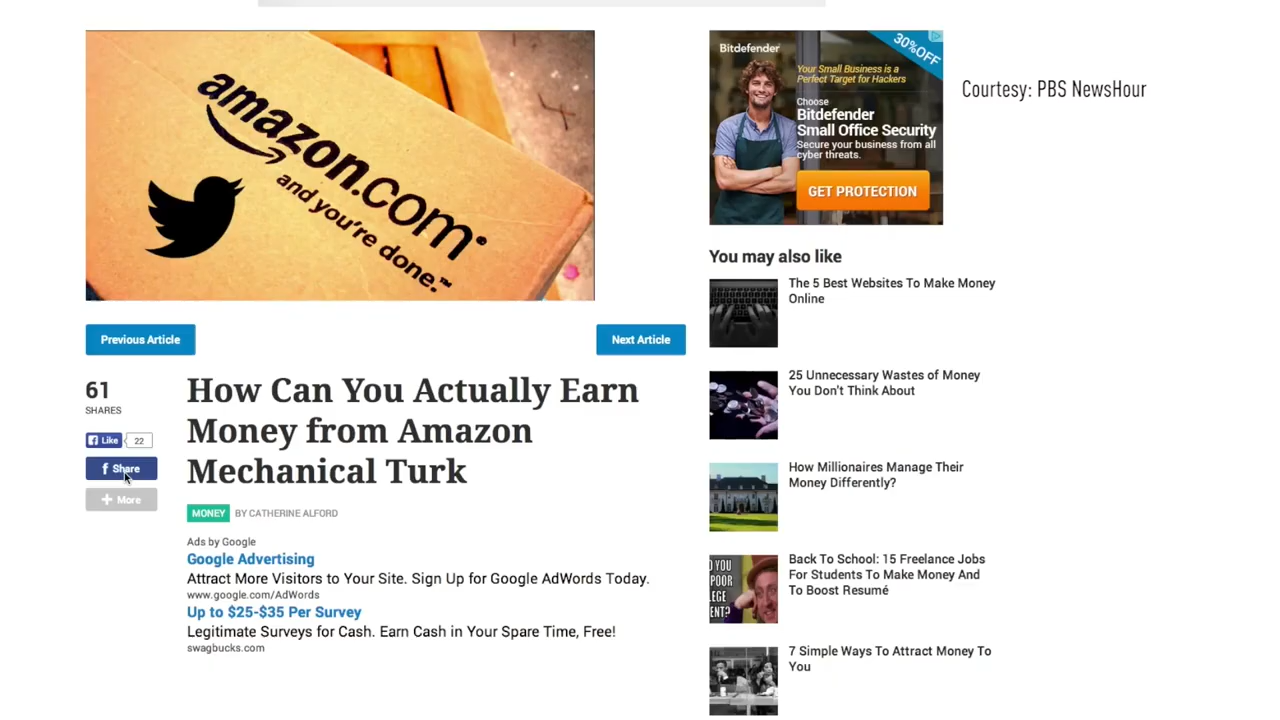 amazon.com
and you're done.™
Bitdefender
30%OFF
Your Small Business is a
Perfect Target for Hackers
Choose
Bitdefender
Small Office Security
Secure your business from all
cyber threats.
GET PROTECTION
Courtesy: PBS NewsHour
You may also like
The 5 Best Websites To Make Money
Online
25 Unnecessary Wastes of Money
You Don't Think About
How Millionaires Manage Their
Money Differently?
Back To School: 15 Freelance Jobs
For Students To Make Money And
To Boost Resumé
7 Simple Ways To Attract Money To
You
Previous Article
Next Article
61
SHARES
Like 22
f Share
+ More
How Can You Actually Earn
Money from Amazon
Mechanical Turk
MONEY BY CATHERINE ALFORD
Ads by Google
Google Advertising
Attract More Visitors to Your Site. Sign Up for Google AdWords Today.
www.google.com/AdWords
Up to $25-$35 Per Survey
Legitimate Surveys for Cash. Earn Cash in Your Spare Time, Free!
swagbucks.com